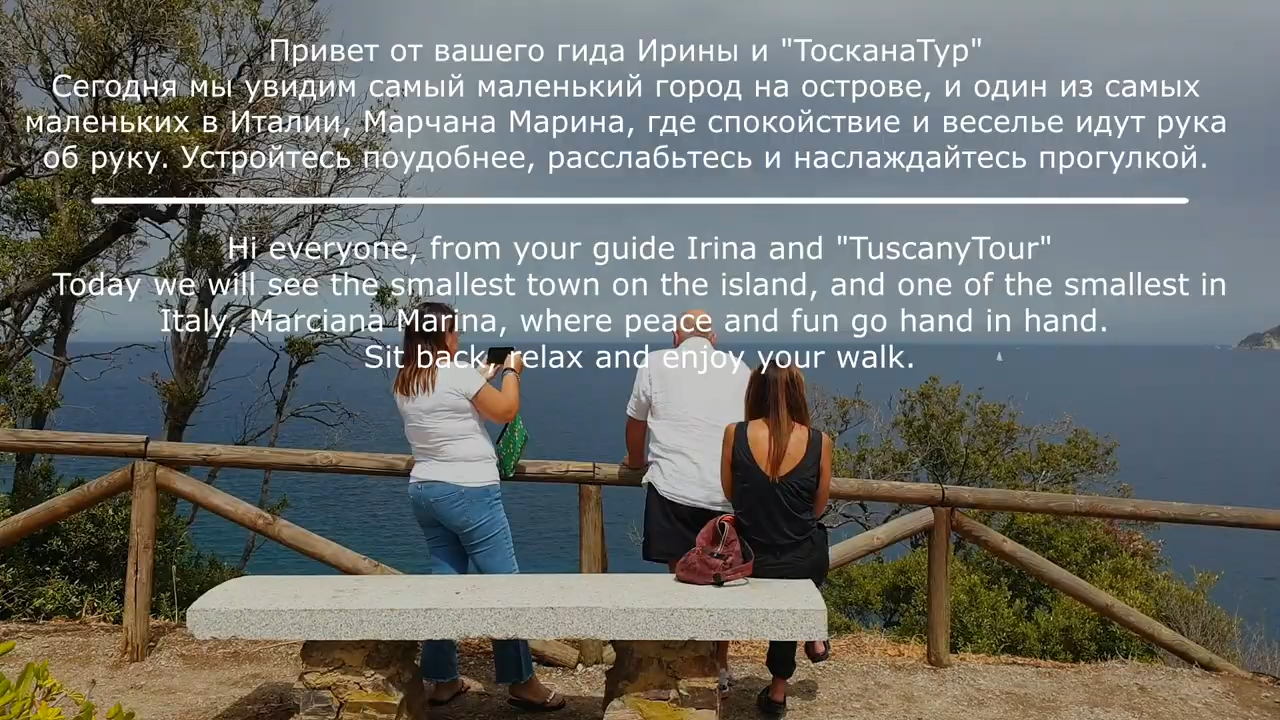 Привет от вашего гида Ирины и "ТосканаТур"
Сегодня мы увидим самый маленький город на острове, и один из самых
маленьких в Италии, Марчана Марина, где спокойствие и веселье идут рука
об руку. Устройтесь поудобнее, расслабьтесь и наслаждайтесь прогулкой.
Hi everyone, from your guide Irina and "TuscanyTour"
Today we will see the smallest town on the island, and one of the smallest in
Italy, Marciana Marina, where peace and fun go hand in hand.
Sit back, relax and enjoy your walk.